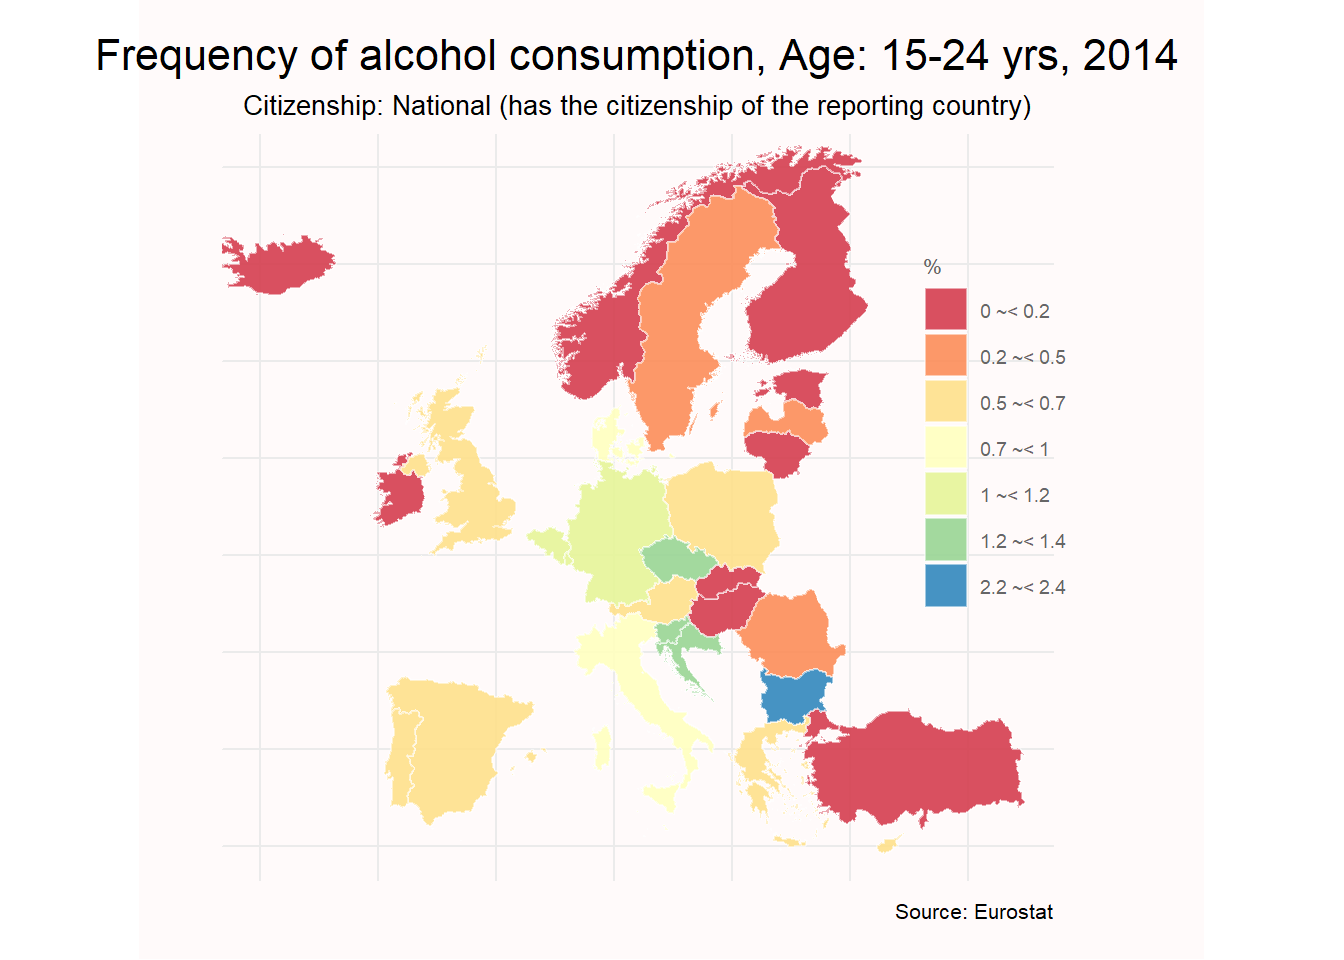 Frequency of alcohol consumption, Age: 15-24 yrs, 2014
Citizenship: National (has the citizenship of the reporting country)
%
0 ~< 0.2
0.2 ~< 0.5
0.5 ~< 0.7
0.7 ~< 1
1 ~< 1.2
1.2 ~< 1.4
2.2 ~< 2.4
Source: Eurostat